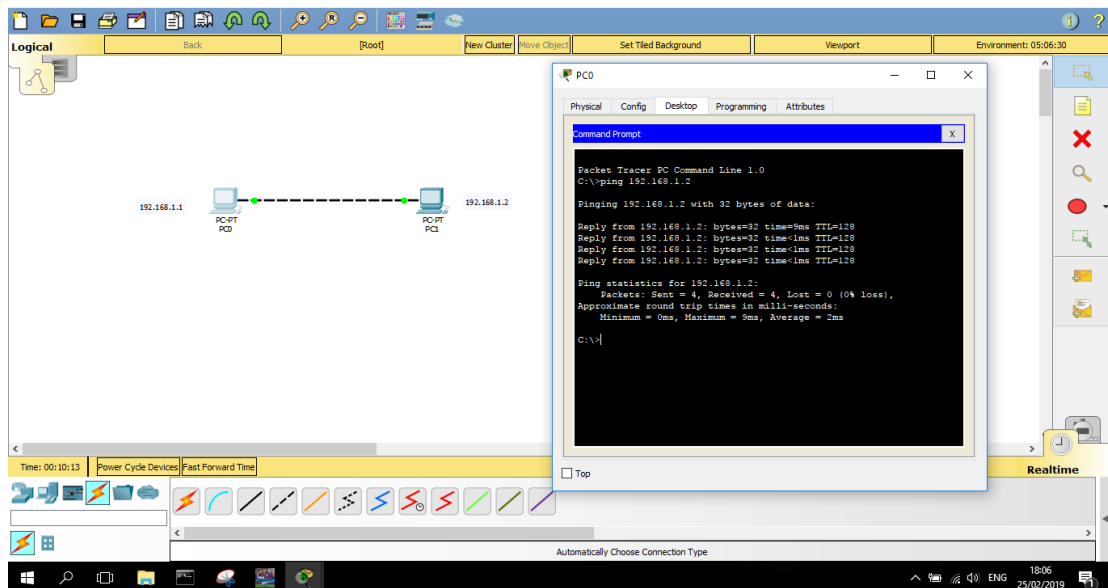 Logical
Back
[Root]
New Cluster
Move Object
Set Tiled Background
Viewport
Environment: 05:06:30
192.168.1.1
PC-PT
PC0
PC-PT
PC1
192.168.1.2
PC0
Physical
Config
Desktop
Programming
Attributes
Command Prompt
X
Packet Tracer PC Command Line 1.0
C:\>ping 192.168.1.2
Pinging 192.168.1.2 with 32 bytes of data:
Reply from 192.168.1.2: bytes=32 time=9ms TTL=128
Reply from 192.168.1.2: bytes=32 time<1ms TTL=128
Reply from 192.168.1.2: bytes=32 time<1ms TTL=128
Reply from 192.168.1.2: bytes=32 time<1ms TTL=128
Ping statistics for 192.168.1.2:
Packets: Sent = 4, Received = 4, Lost = 0 (0% loss),
Approximate round trip times in milli-seconds:
Minimum = 0ms, Maximum = 9ms, Average = 2ms
C:\>
Top
Time: 00:10:13
Power Cycle Devices
Fast Forward Time
Realtime
Automatically Choose Connection Type
ENG
18:06
25/02/2019